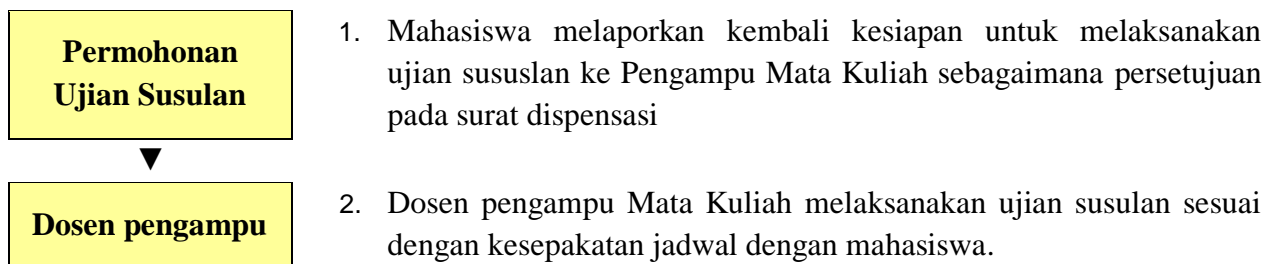 Permohonan
Ujian Susulan
1. Mahasiswa melaporkan kembali kesiapan untuk melaksanakan
ujian sususlan ke Pengampu Mata Kuliah sebagaimana persetujuan
pada surat dispensasi
▼
Dosen pengampu
2. Dosen pengampu Mata Kuliah melaksanakan ujian susulan sesuai
dengan kesepakatan jadwal dengan mahasiswa.